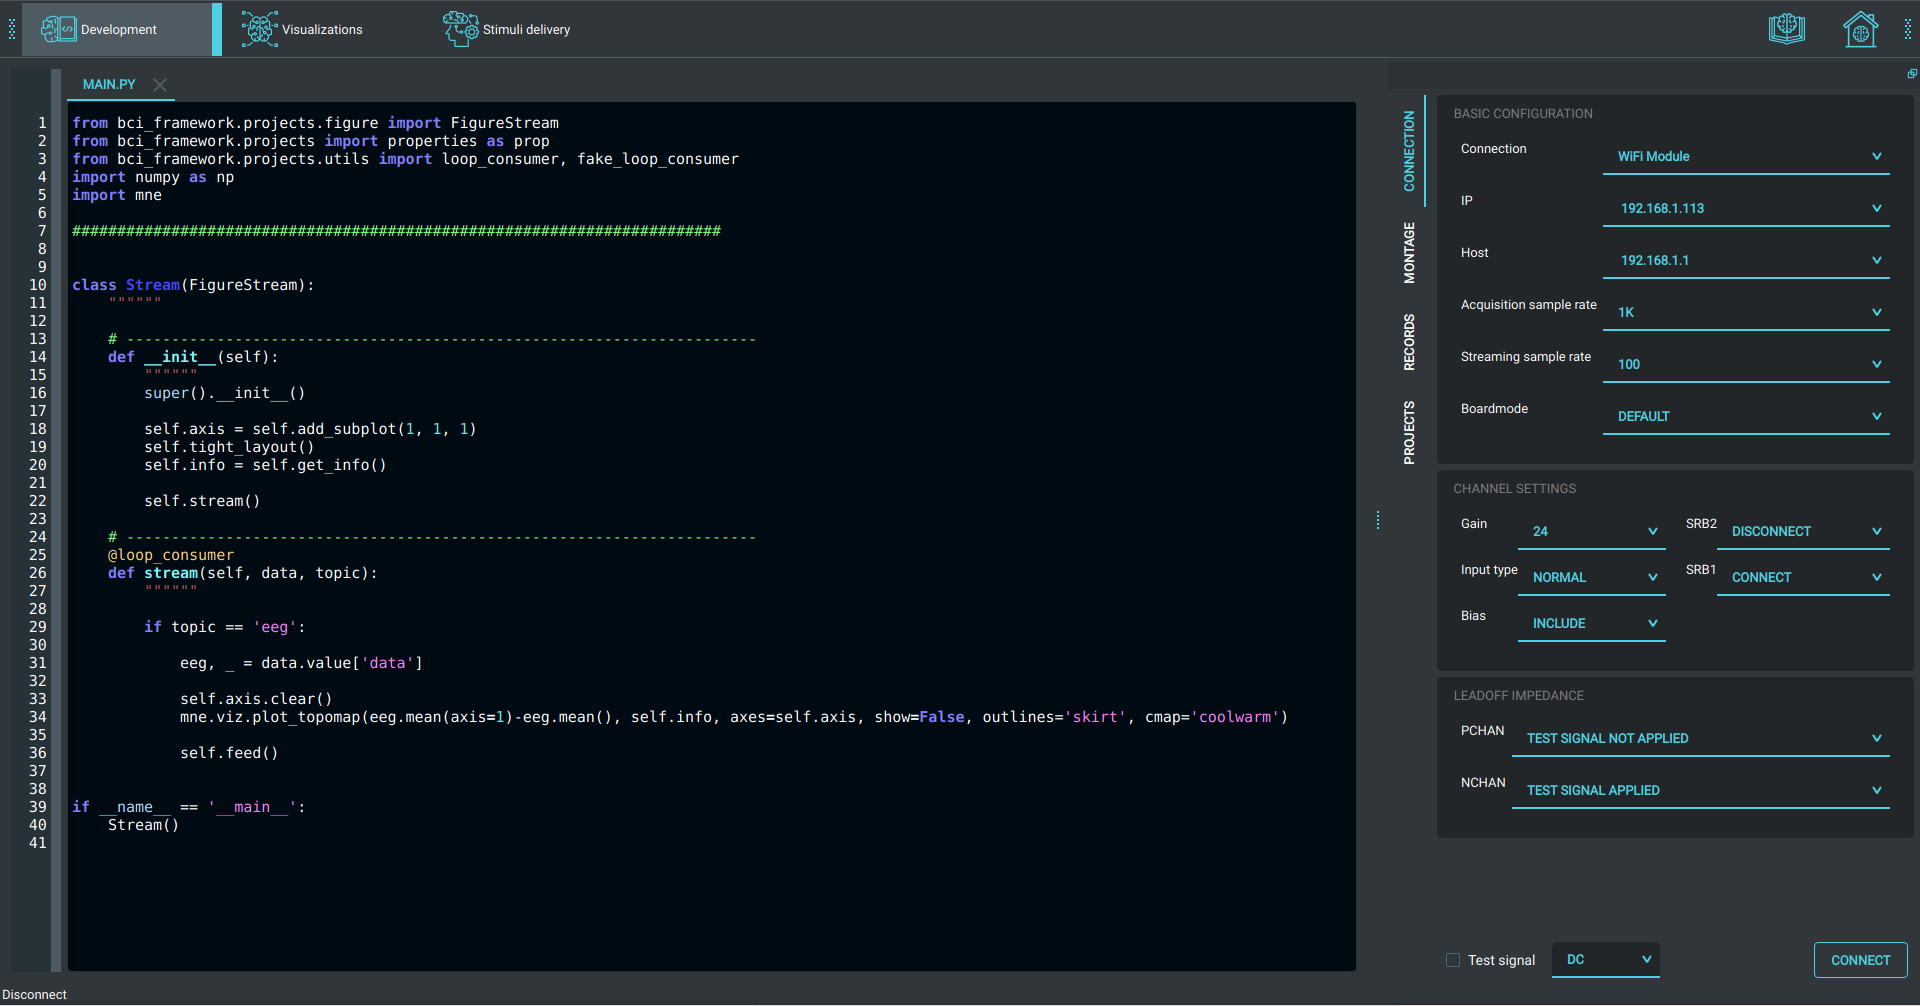 Development
Visualizations
Stimuli delivery
MAIN.PY
1 from bci_framework.projects.figure import FigureStream
2 from bci_framework.projects import properties as prop
3 from bci_framework.projects.utils import loop_consumer, fake_loop_consumer
4 import numpy as np
5 import mne
6
7 ########################################################################
8
9
10 class Stream(FigureStream):
11     """"""
12
13     # ----------------------------------------------------------------------
14     def __init__(self):
15         """"""
16         super().__init__()
17
18         self.axis = self.add_subplot(1, 1, 1)
19         self.tight_layout()
20         self.info = self.get_info()
21
22         self.stream()
23
24     # ----------------------------------------------------------------------
25     @loop_consumer
26     def stream(self, data, topic):
27         """"""
28
29         if topic == 'eeg':
30
31             eeg, _ = data.value['data']
32
33             self.axis.clear()
34             mne.viz.plot_topomap(eeg.mean(axis=1)-eeg.mean(), self.info, axes=self.axis, show=False, outlines='skirt', cmap='coolwarm')
35
36             self.feed()
37
38
39 if __name__ == '__main__':
40     Stream()
41
CONNECTION
MONTAGE
RECORDS
PROJECTS
BASIC CONFIGURATION
Connection WiFi Module
IP 192.168.1.113
Host 192.168.1.1
Acquisition sample rate 1K
Streaming sample rate 100
Boardmode DEFAULT
CHANNEL SETTINGS
Gain 24 SRB2 DISCONNECT
Input type NORMAL SRB1 CONNECT
Bias INCLUDE
LEADOFF IMPEDANCE
PCHAN TEST SIGNAL NOT APPLIED
NCHAN TEST SIGNAL APPLIED
Test signal DC CONNECT
Disconnect